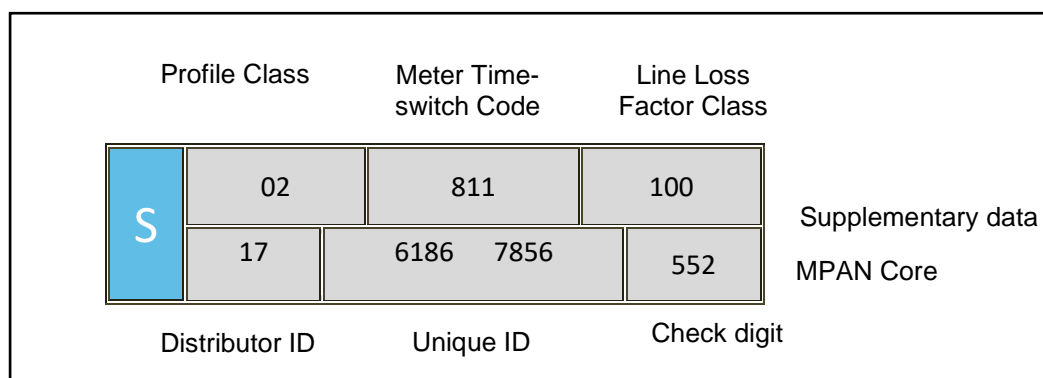 Profile Class Meter Time- Line Loss
switch Code Factor Class
S
02 811 100
Supplementary data
17 6186 7856 552
MPAN Core
Distributor ID Unique ID Check digit